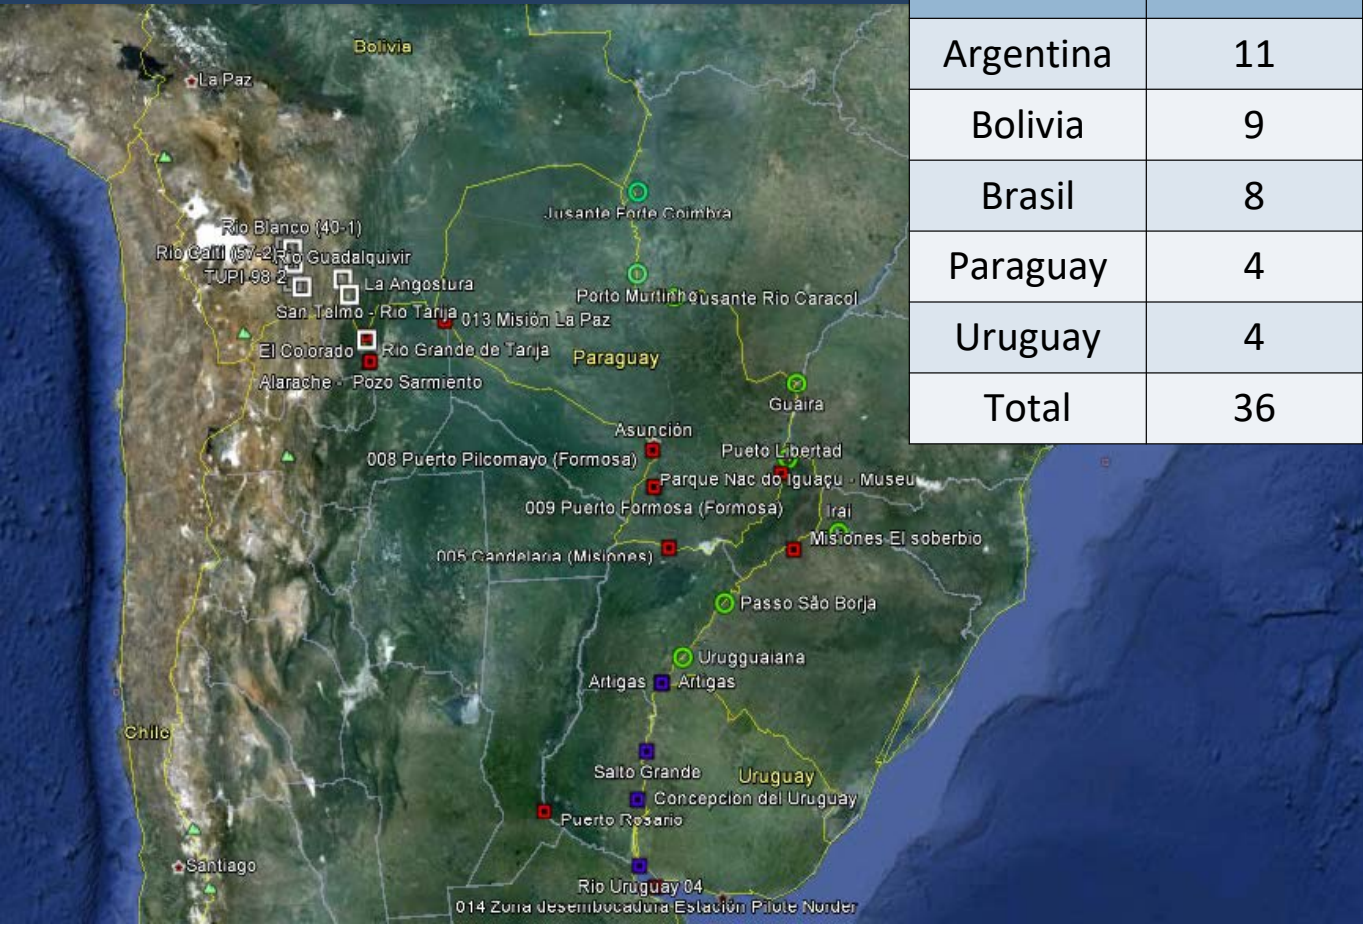 Argentina 11
Bolivia 9
Brasil 8
Paraguay 4
Uruguay 4
Total 36
Bolivia
La Paz
Jusante Forte Coimbra
Rio Blanco (40-1)
Rio Caiti (57-2)
Rio Guadalquivir
TUPI-98-2
La Angostura
Porto Murtinho
Jusante Rio Caracol
San Telmo - Rio Tarija
013 Misión La Paz
El Colorado
Rio Grande de Tarija
Paraguay
Alarache - Pozo Sarmiento
Guaira
Asunción
Pueto Libertad
008 Puerto Pilcomayo (Formosa)
Parque Nac do Iguaçu - Museu
009 Puerto Formosa (Formosa)
Irai
Misiones El soberbio
005 Candelaria (Misiones)
Passo São Borja
Urugguaiana
Artigas
Artigas
Chile
Salto Grande
Uruguay
Concepcion del Uruguay
Puerto Rosario
Santiago
Rio Uruguay 04
014 Zona desembocadura Estación Pilote Norder